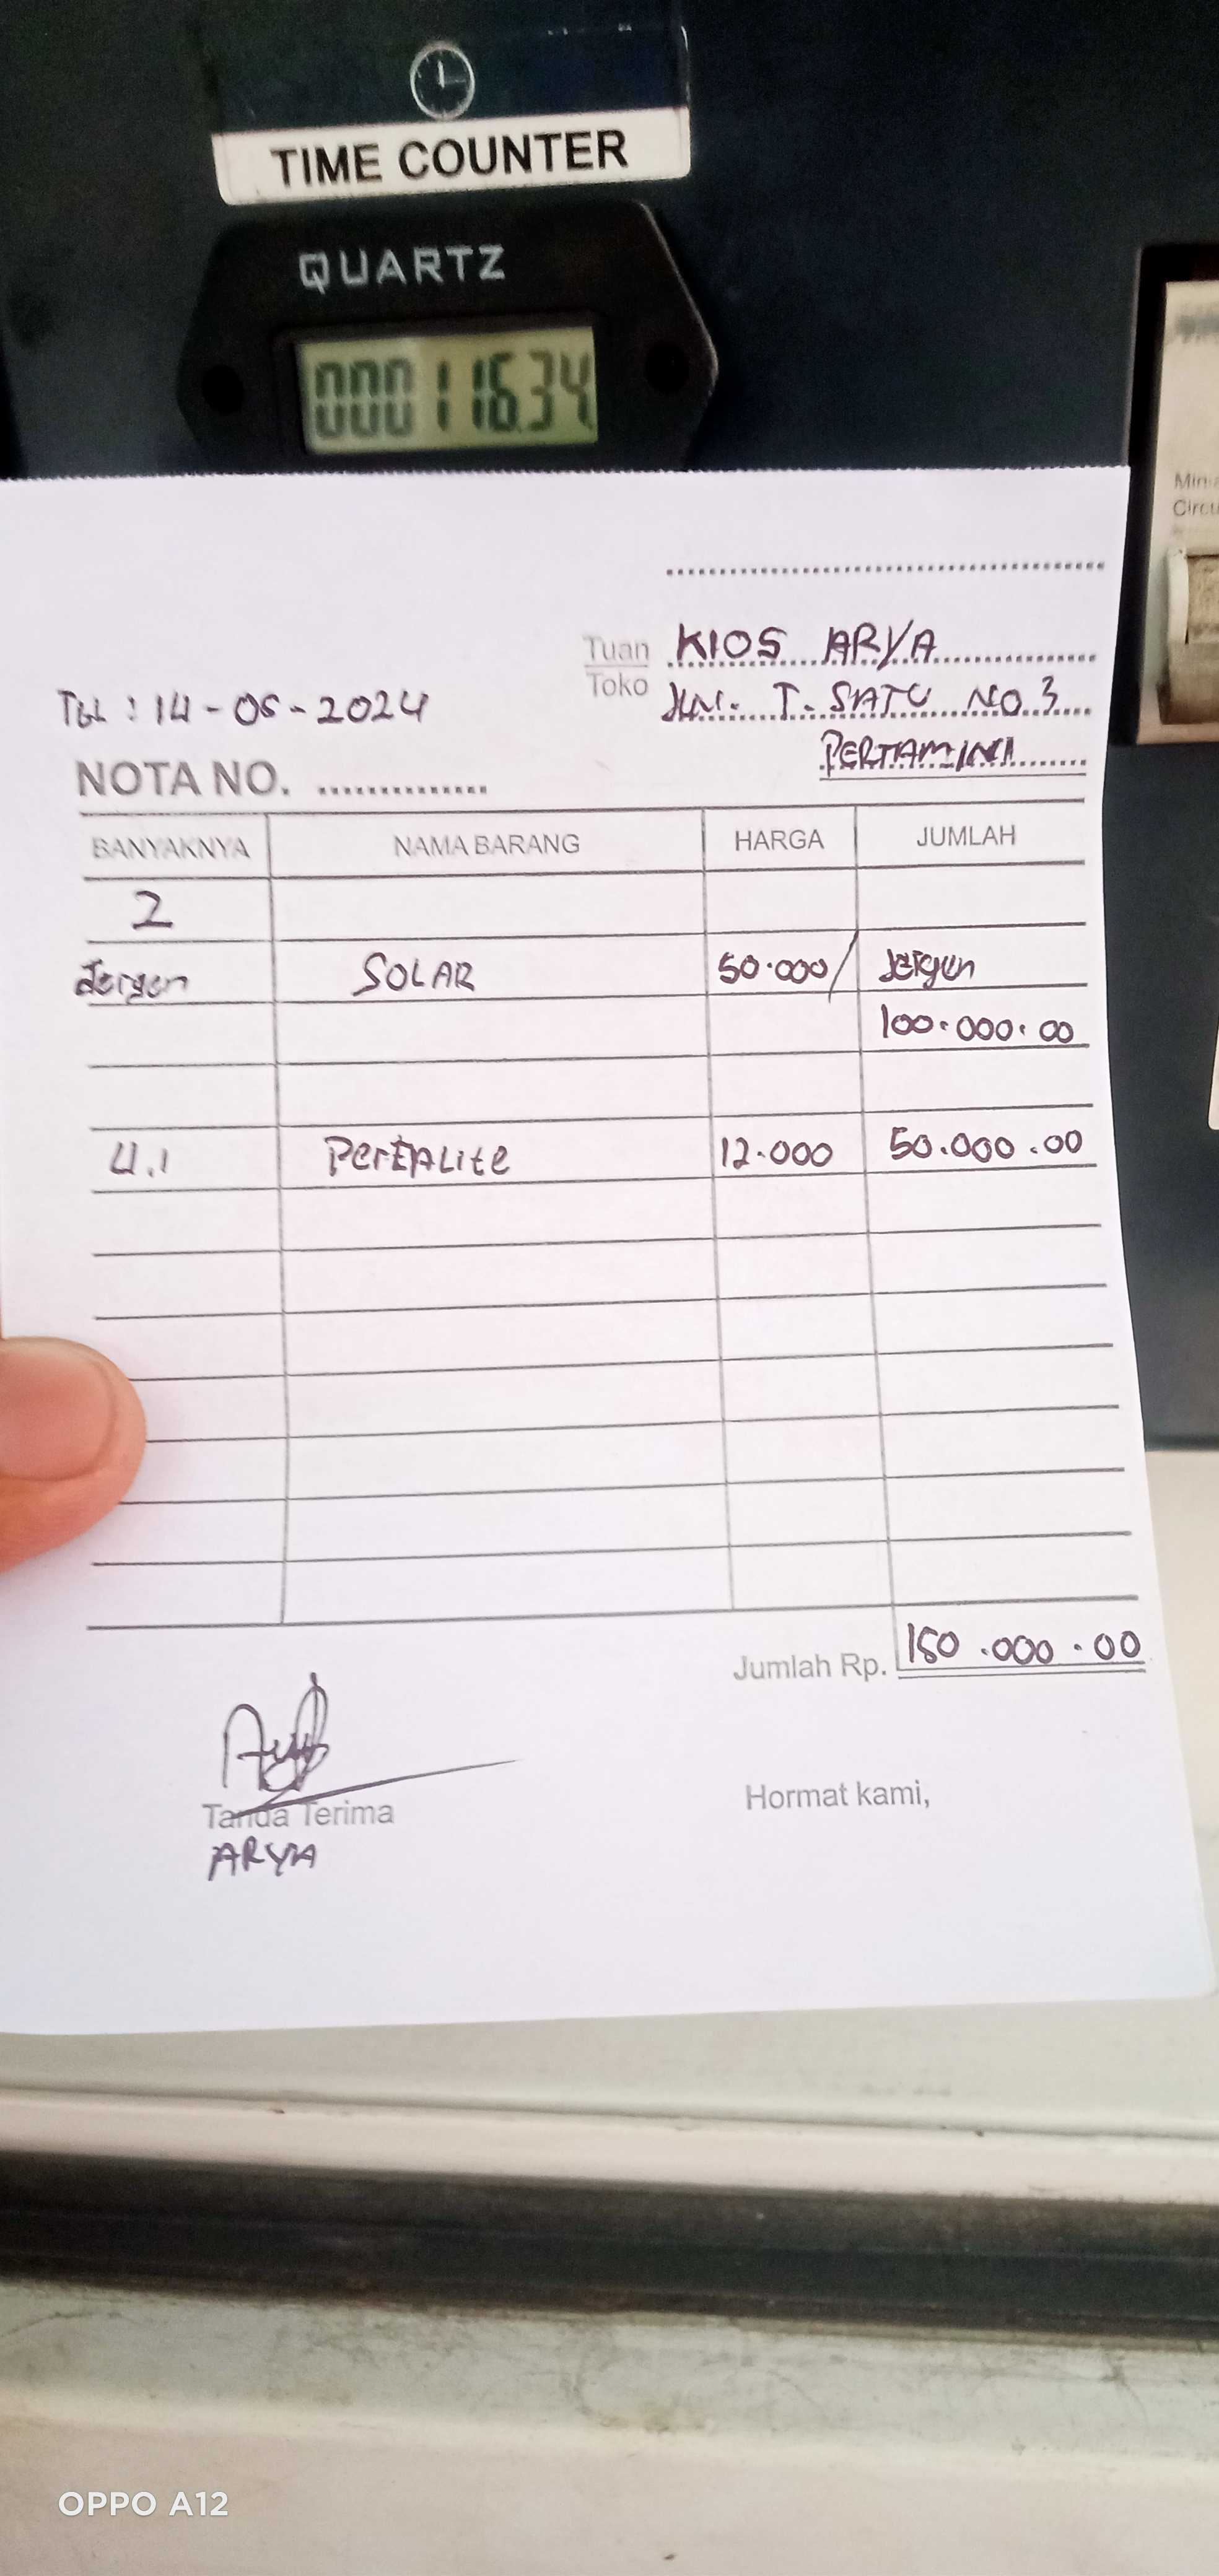 TIME COUNTER
QUARTZ
00011634
Tuan KIOS ARYA
Toko JLN. T. SATU NO 3
PERTAMINI
TGL : 14-06-2024
NOTA NO. ...............
BANYAKNYA NAMA BARANG HARGA JUMLAH
2
Jergen SOLAR 50.000/ Jergen
100.000.00
4.1 PertALite 12.000 50.000.00
Jumlah Rp. 150.000.00
Tanda Terima
ARYA
Hormat kami,
OPPO A12